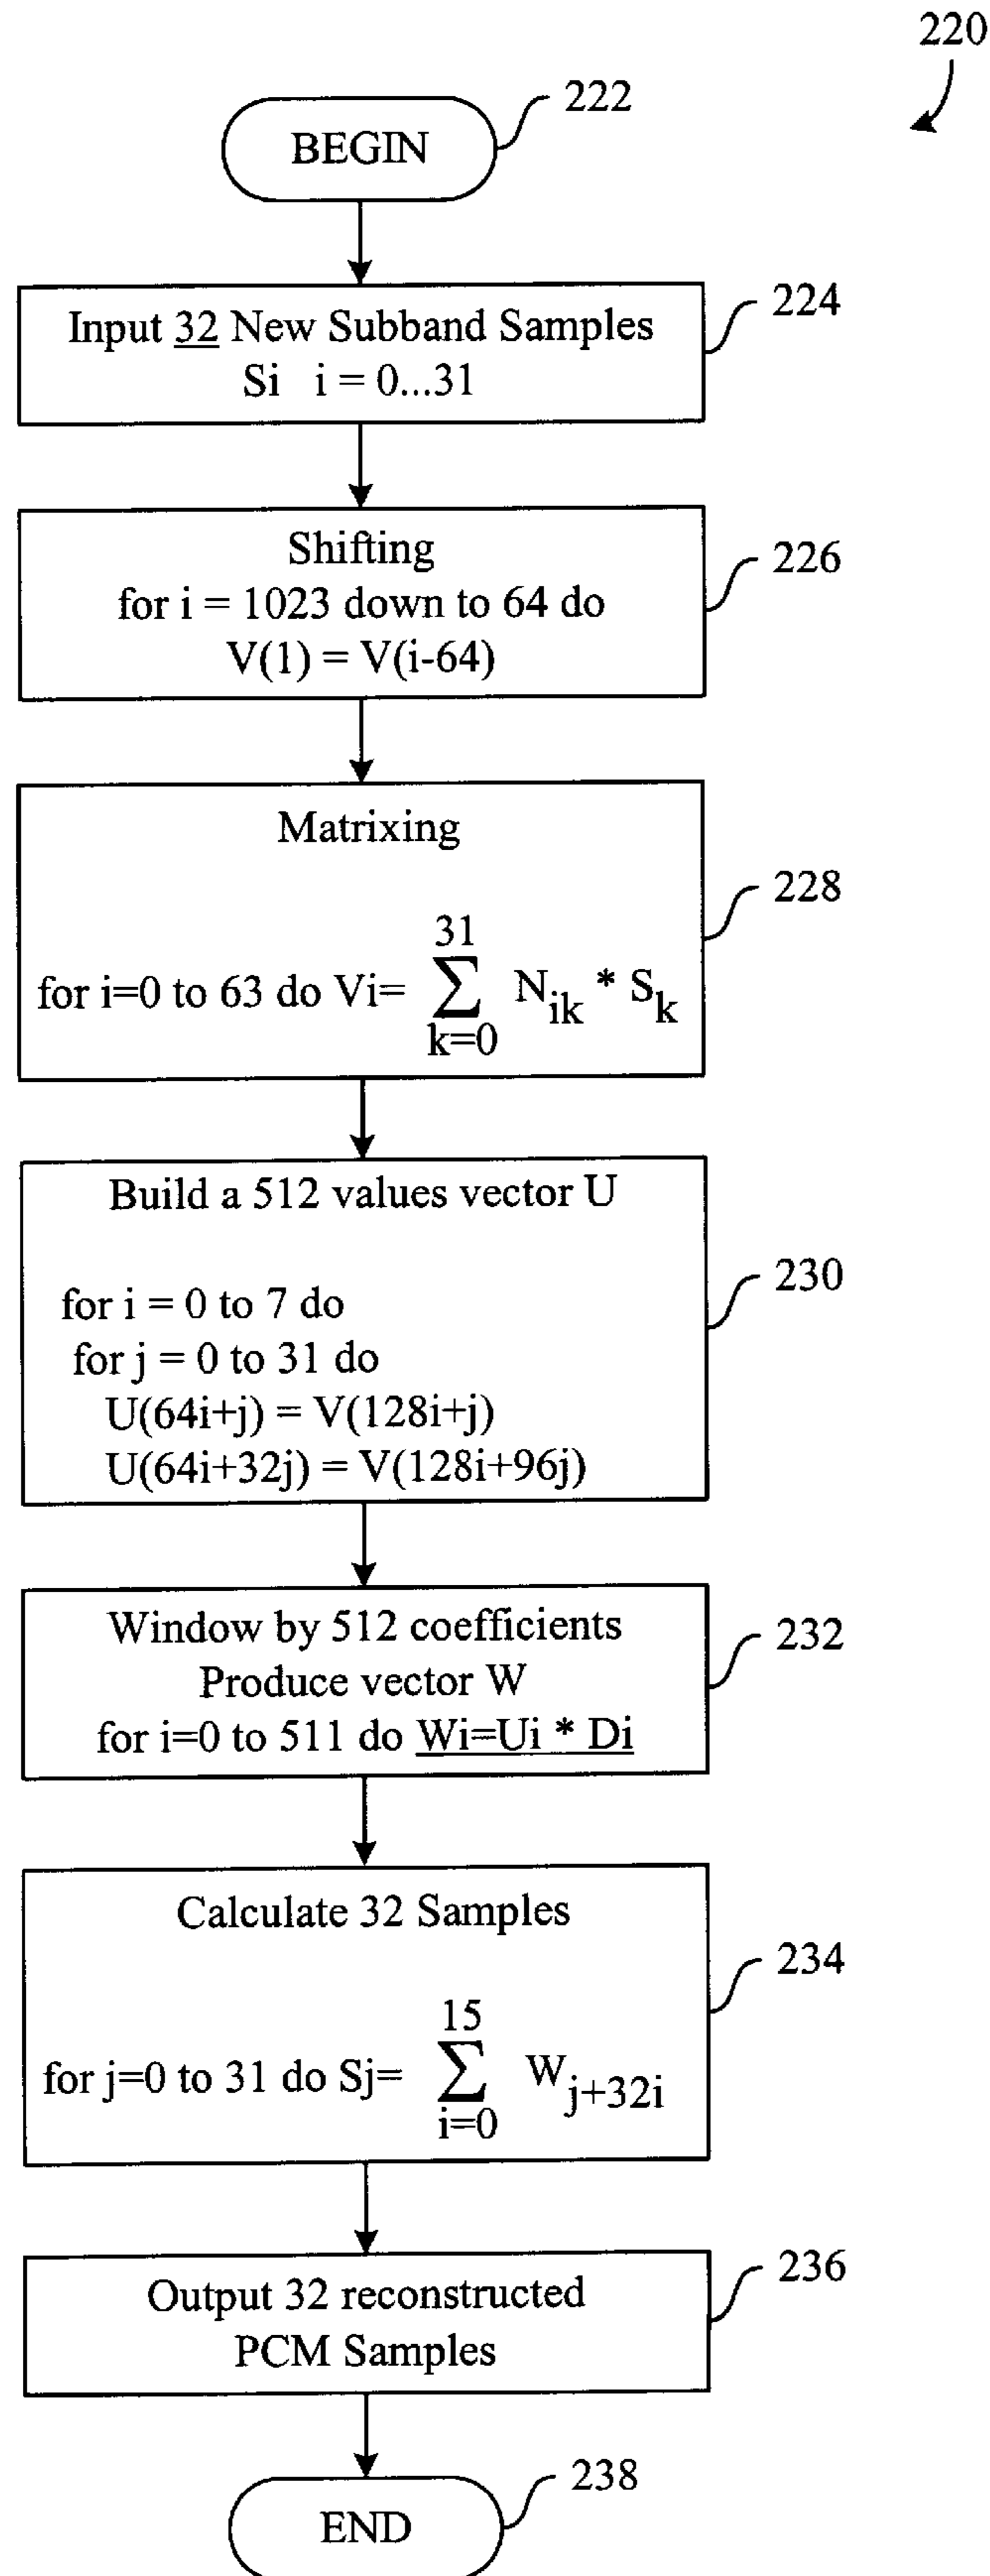 220
BEGIN
222
Input 32 New Subband Samples
Si i = 0...31
224
Shifting
for i = 1023 down to 64 do
V(1) = V(i-64)
226
Matrixing
for i=0 to 63 do Vi= 31 Σ k=0 N_ik * S_k
228
Build a 512 values vector U
for i = 0 to 7 do
for j = 0 to 31 do
U(64i+j) = V(128i+j)
U(64i+32j) = V(128i+96j)
230
Window by 512 coefficients
Produce vector W
for i=0 to 511 do Wi=Ui * Di
232
Calculate 32 Samples
for j=0 to 31 do Sj= 15 Σ i=0 W_j+32i
234
Output 32 reconstructed
PCM Samples
236
END
238